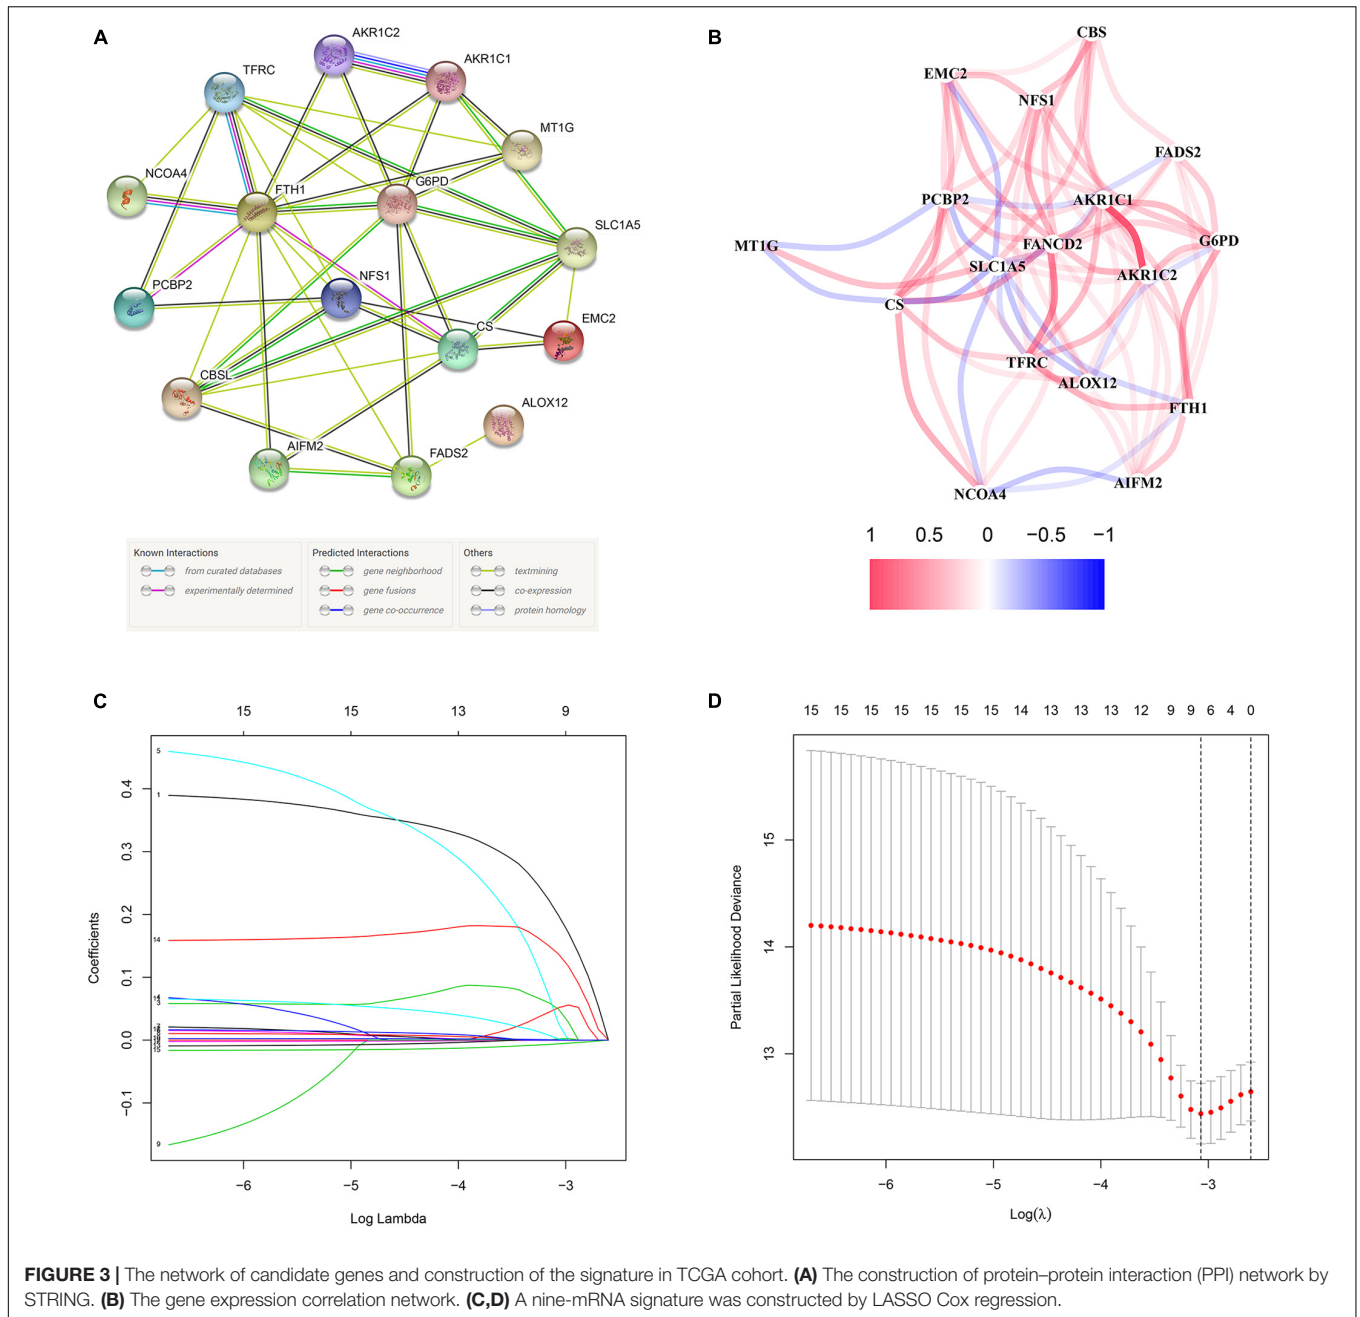 A
AKR1C2
AKR1C1
TFRC
MT1G
NCOA4
FTH1
G6PD
SLC1A5
PCBP2
NFS1
EMC2
CS
CBSL
ALOX12
AIFM2
FADS2
Known Interactions
from curated databases
experimentally determined
Predicted Interactions
gene neighborhood
gene fusions
gene co-occurrence
Others
textmining
co-expression
protein homology
B
CBS
EMC2
NFS1
FADS2
PCBP2
AKR1C1
MT1G
FANCD2
G6PD
SLC1A5
AKR1C2
CS
TFRC
ALOX12
FTH1
AIFM2
NCOA4
1 0.5 0 −0.5 −1
C
15 15 13 9
5
1
14
3
15
9
0.4
0.3
0.2
0.1
0.0
−0.1
Coefficients
−6 −5 −4 −3
Log Lambda
D
15 15 15 15 15 15 15 14 13 13 13 12 9 9 6 4 0
15
14
13
Partial Likelihood Deviance
−6 −5 −4 −3
Log(λ)
FIGURE 3 | The network of candidate genes and construction of the signature in TCGA cohort. (A) The construction of protein–protein interaction (PPI) network by
STRING. (B) The gene expression correlation network. (C,D) A nine-mRNA signature was constructed by LASSO Cox regression.